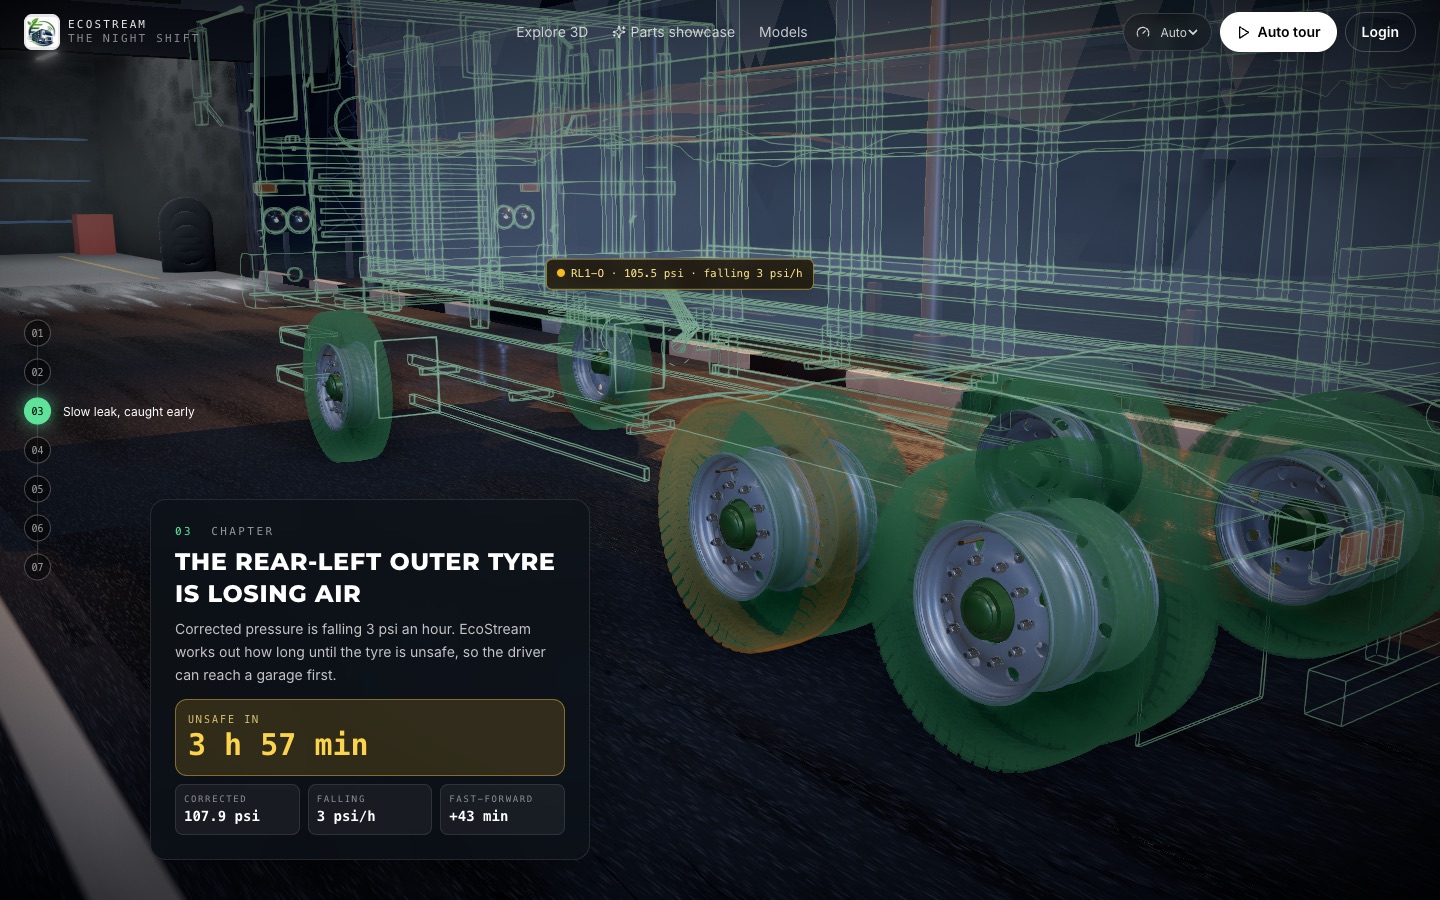 ECOSTREAM
THE NIGHT SHIFT
Explore 3D
Parts showcase
Models
Auto
Auto tour
Login
RL1–O · 105.5 psi · falling 3 psi/h
01
02
03 Slow leak, caught early
04
05
06
07
03 CHAPTER
THE REAR-LEFT OUTER TYRE
IS LOSING AIR
Corrected pressure is falling 3 psi an hour. EcoStream
works out how long until the tyre is unsafe, so the driver
can reach a garage first.
UNSAFE IN
3 h 57 min
CORRECTED
107.9 psi
FALLING
3 psi/h
FAST–FORWARD
+43 min